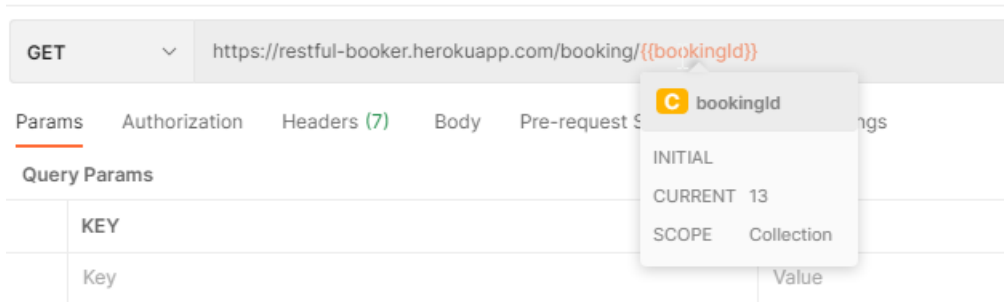 GET https://restful-booker.herokuapp.com/booking/{{bookingId}}
C bookingId
Params Authorization Headers (7) Body Pre-request S ngs
INITIAL
Query Params
CURRENT 13
KEY
SCOPE Collection
Key Value